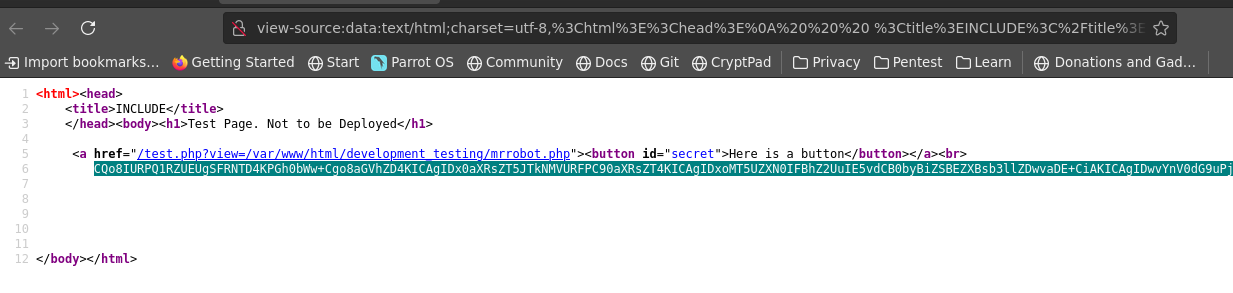 view-source:data:text/html;charset=utf-8,%3Chtml%3E%3Chead%3E%0A%20%20%20 %3Ctitle%3EINCLUDE%3C%2Ftitle%3E
Import bookmarks... Getting Started Start Parrot OS Community Docs Git CryptPad Privacy Pentest Learn Donations and Gad...
1 <html><head>
2 <title>INCLUDE</title>
3 </head><body><h1>Test Page. Not to be Deployed</h1>
4
5 <a href="/test.php?view=/var/www/html/development_testing/mrrobot.php"><button id="secret">Here is a button</button></a><br>
6 CQo8IURPQ1RZUEUgSFRNTD4KPGh0bWw+Cgo8aGVhZD4KICAgIDx0aXRsZT5JTkNMVURFPC90aXRsZT4KICAgIDxoMT5UZXN0IFBhZ2UuIE5vdCB0byBiZSBEZXBsb3llZDwvaDE+CiAKICAgIDwvYnV0dG9uPj
7
8
9
10
11
12 </body></html>